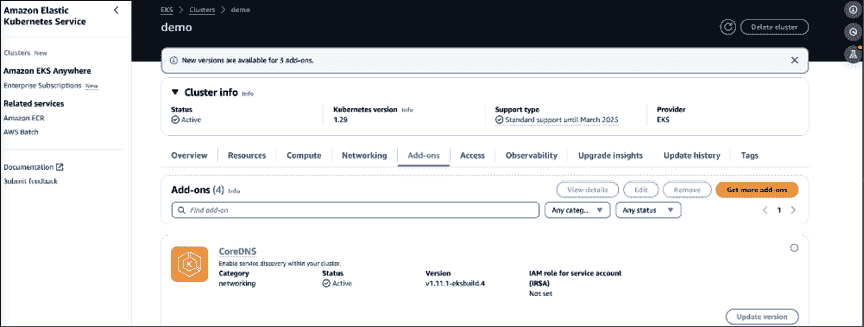 Amazon Elastic
Kubernetes Service
Clusters New
Amazon EKS Anywhere
Enterprise Subscriptions New
Related services
Amazon ECR
AWS Batch
Documentation
Submit feedback
EKS > Clusters > demo
demo
Delete cluster
New versions are available for 3 add-ons.
Cluster info Info
Status
Active
Kubernetes version Info
1.29
Support type
Standard support until March 2025
Provider
EKS
Overview Resources Compute Networking Add-ons Access Observability Upgrade insights Update history Tags
Add-ons (4) Info
View details Edit Remove Get more add-ons
Find add-on
Any categ... Any status
1
CoreDNS
Enable service discovery within your cluster.
Category
networking
Status
Active
Version
v1.11.1-eksbuild.4
IAM role for service account
(IRSA)
Not set
Update version